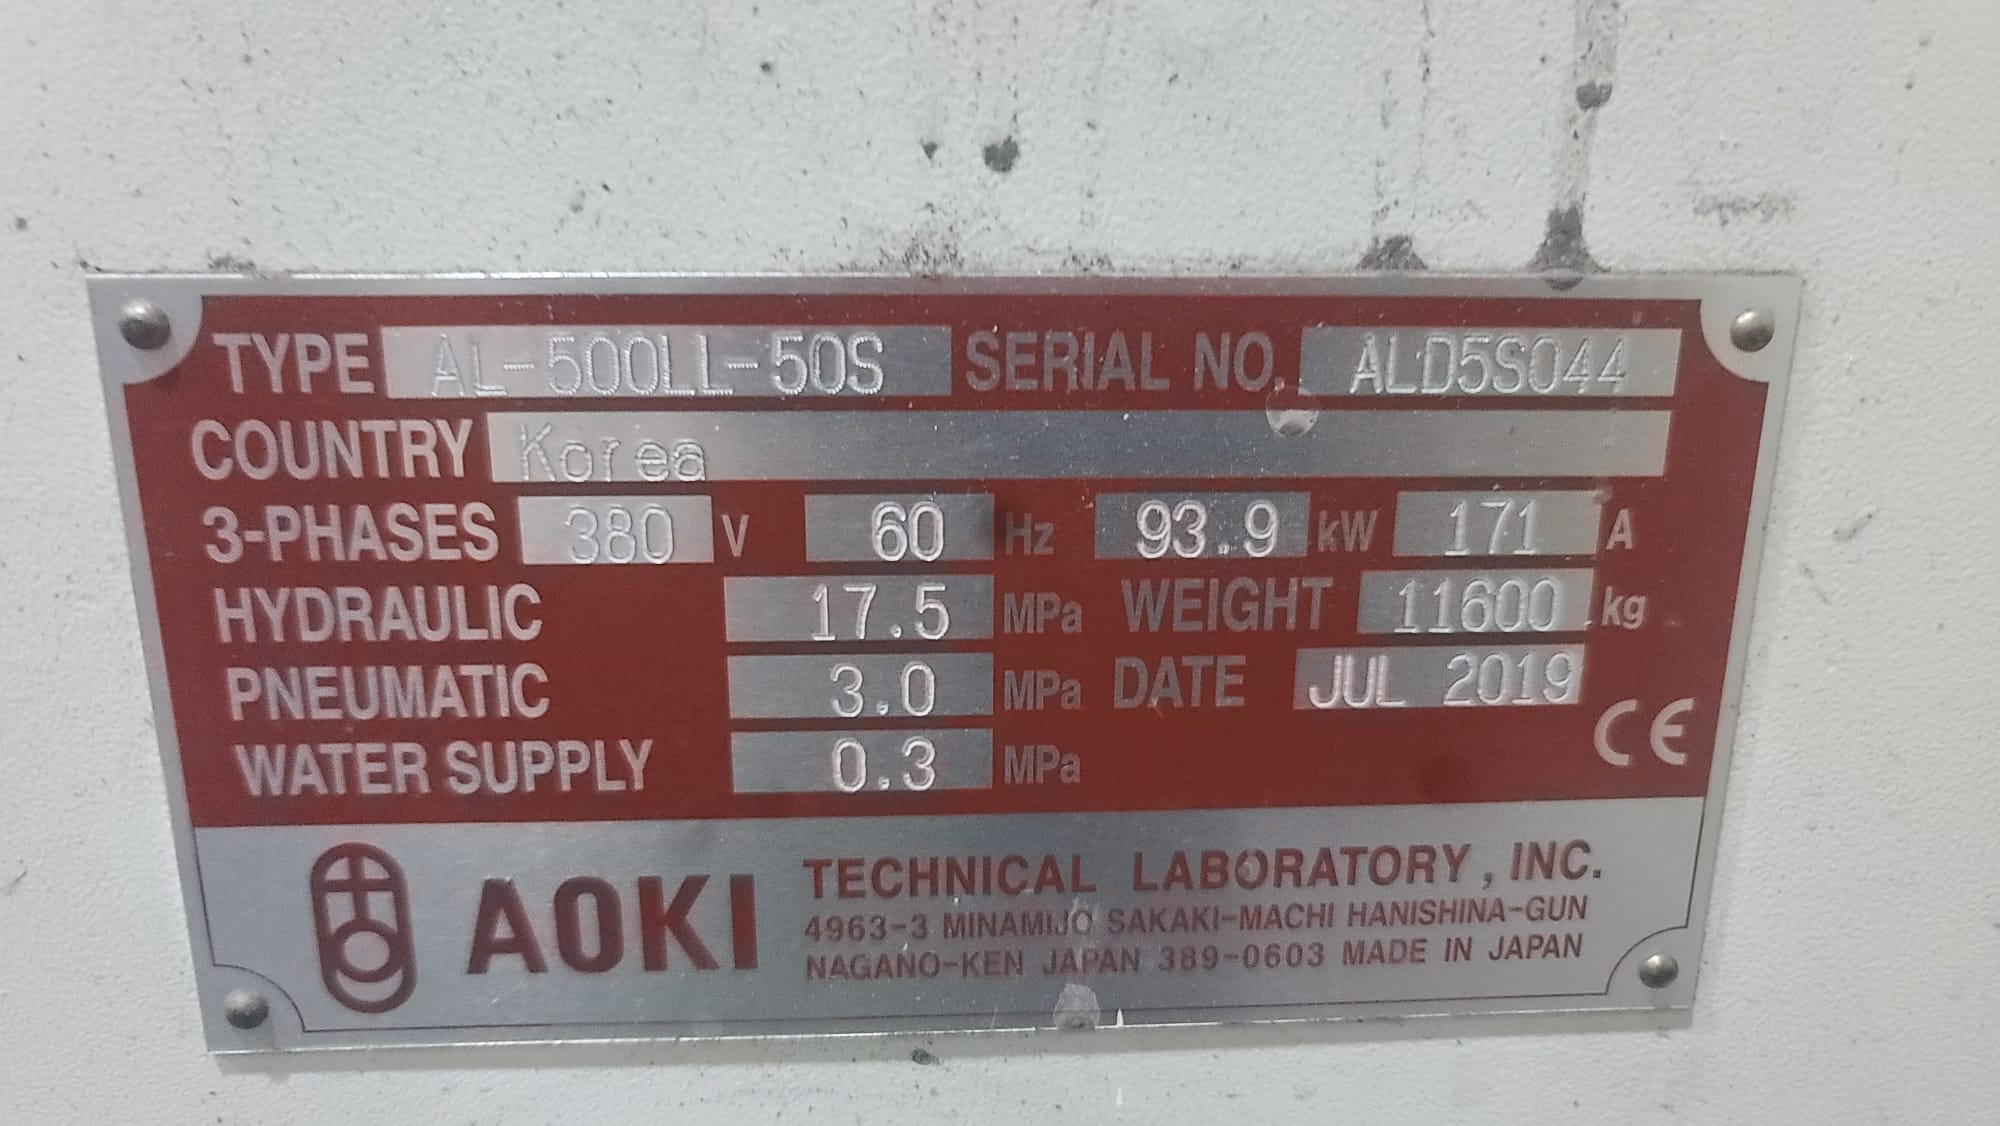 TYPE AL-500LL-50S SERIAL NO. ALD5S044
COUNTRY Korea
3-PHASES 380 V 60 Hz 93.9 kW 171 A
HYDRAULIC 17.5 MPa WEIGHT 11600 kg
PNEUMATIC 3.0 MPa DATE JUL 2019
WATER SUPPLY 0.3 MPa
CE
AOKI TECHNICAL LABORATORY, INC.
4963-3 MINAMIJO SAKAKI-MACHI HANISHINA-GUN
NAGANO-KEN JAPAN 389-0603 MADE IN JAPAN